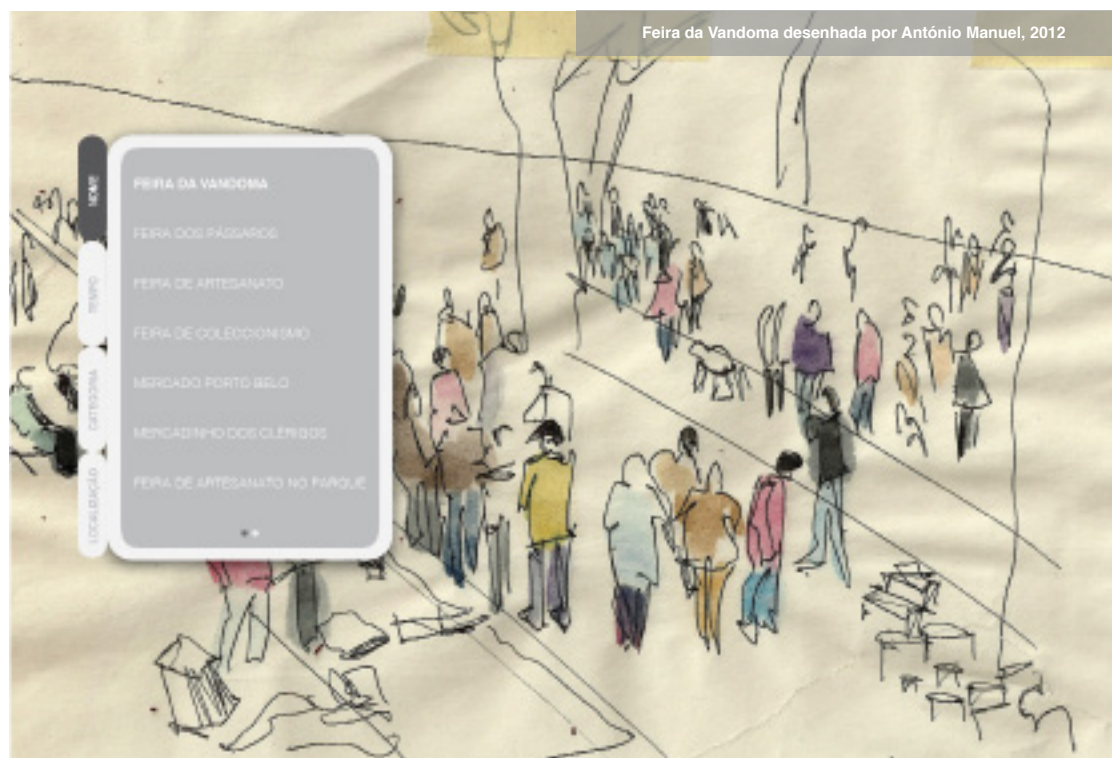 Feira da Vandoma desenhada por António Manuel, 2012
NOME
TEMPO
CATEGORIA
LOCALIZAÇÃO
FEIRA DA VANDOMA
FEIRA DOS PÁSSAROS
FEIRA DE ARTESANATO
FEIRA DE COLECCIONISMO
MERCADO PORTO BELO
MERCADINHO DOS CLÉRIGOS
FEIRA DE ARTESANATO NO PARQUE